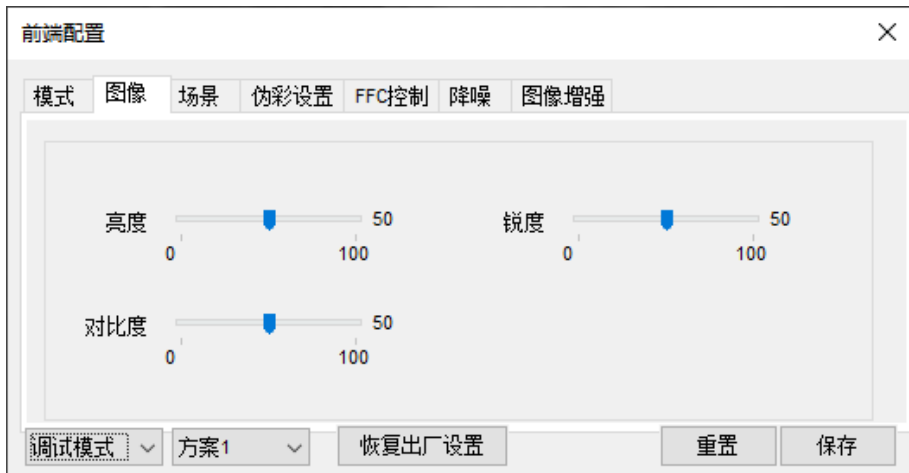 前端配置
模式 图像 场景 伪彩设置 FFC控制 降噪 图像增强
亮度 50 锐度 50
0 100 0 100
对比度 50
0 100
调试模式 方案1 恢复出厂设置 重置 保存